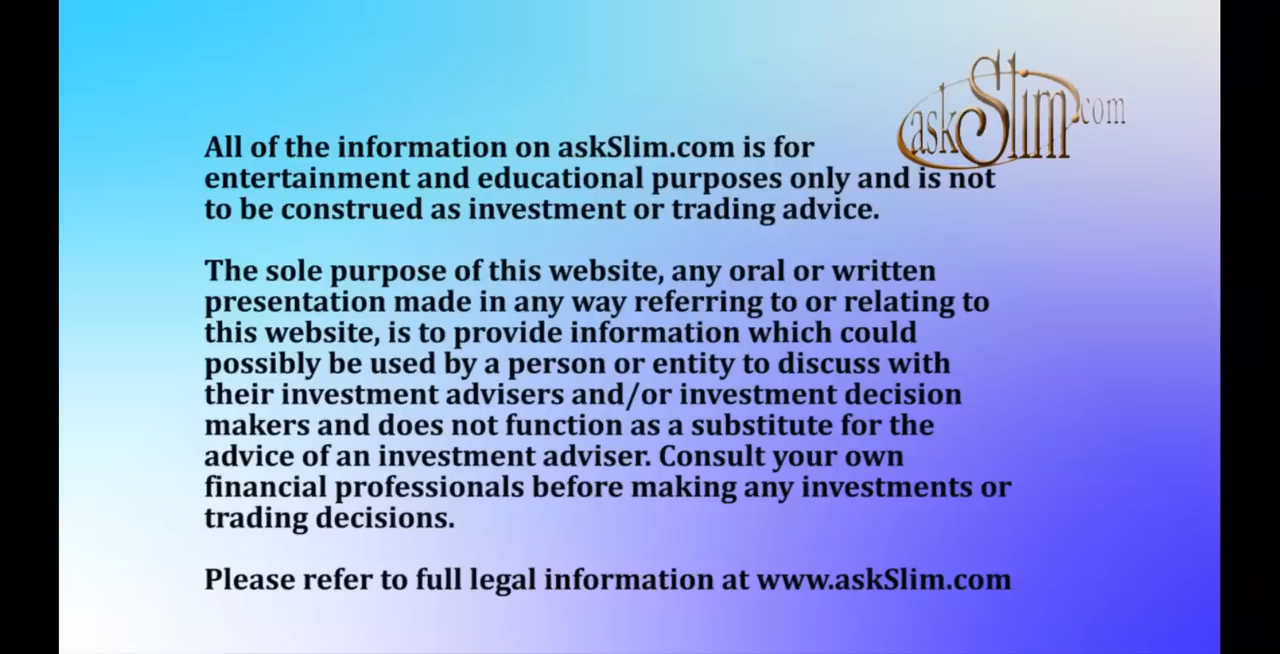 askSlim.com
All of the information on askSlim.com is for
entertainment and educational purposes only and is not
to be construed as investment or trading advice.
The sole purpose of this website, any oral or written
presentation made in any way referring to or relating to
this website, is to provide information which could
possibly be used by a person or entity to discuss with
their investment advisers and/or investment decision
makers and does not function as a substitute for the
advice of an investment adviser. Consult your own
financial professionals before making any investments or
trading decisions.
Please refer to full legal information at www.askSlim.com